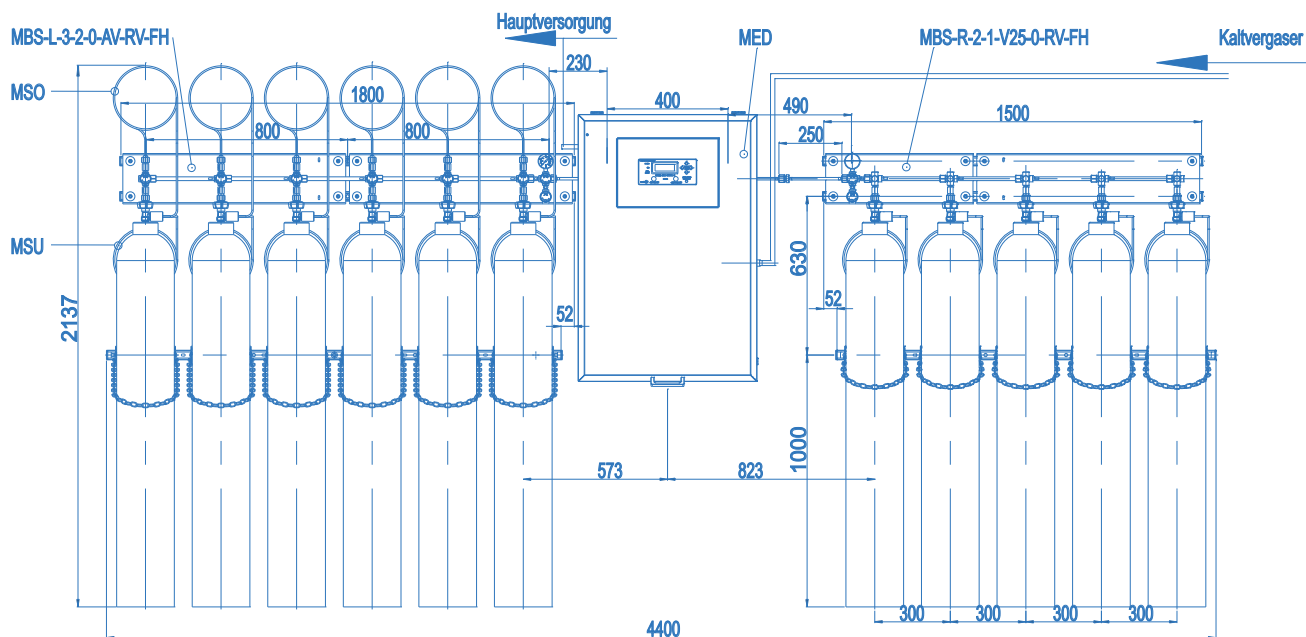 Hauptversorgung
MBS-L-3-2-0-AV-RV-FH
MED
MBS-R-2-1-V25-0-RV-FH
Kaltvergaser
230
MSO
1800
400
490
1500
800
800
250
MSU
630
2137
52
52
1000
573
823
300
300
300
300
4400